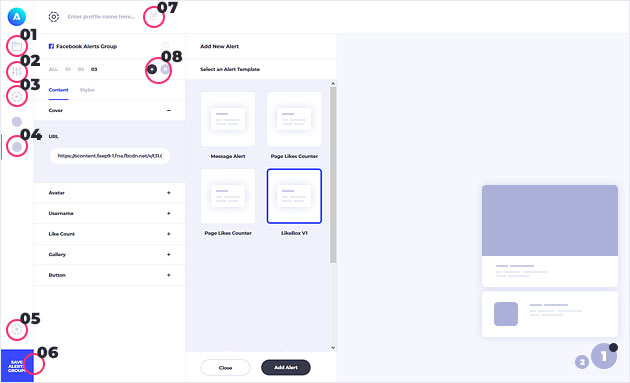 07
Enter profile name here...
01
Facebook Alerts Group
Add New Alert
08
02
ALL 01 02 03
Select an Alert Template
03
Content Styles
Cover
04
URL
https://scontent.faep9-1.fna.fbcdn.net/v/t31.(
Message Alert
Page Likes Counter
Avatar
Username
Like Count
Page Likes Counter
LikeBox V1
Gallery
Button
05
06
SAVE
ALERT
GROUP
Close
Add Alert
2
1